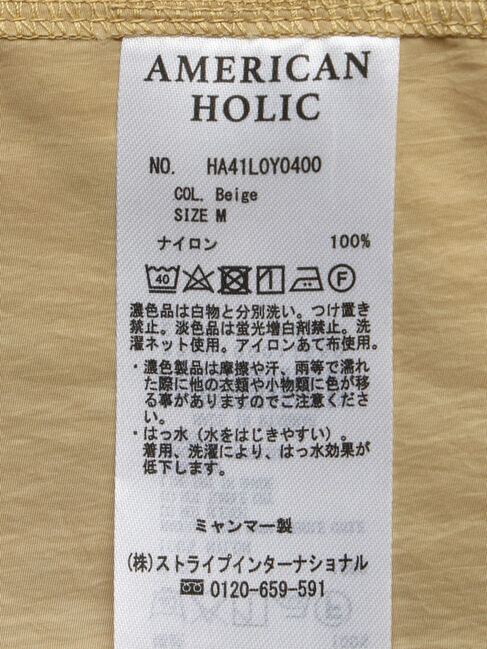 AMERICAN
HOLIC
NO. HA41L0Y0400
COL. Beige
SIZE M
ナイロン 100%
40 F
濃色品は白物と分別洗い。つけ置き
禁止。淡色品は蛍光増白剤禁止。洗
濯ネット使用。アイロンあて布使用。
・濃色製品は摩擦や汗、雨等で濡れ
た際に他の衣類や小物類に色が移
る事がありますのでご注意くださ
い。
・はっ水（水をはじきやすい）。
着用、洗濯により、はっ水効果が
低下します。
ミャンマー製
(株)ストライプインターナショナル
0120-659-591